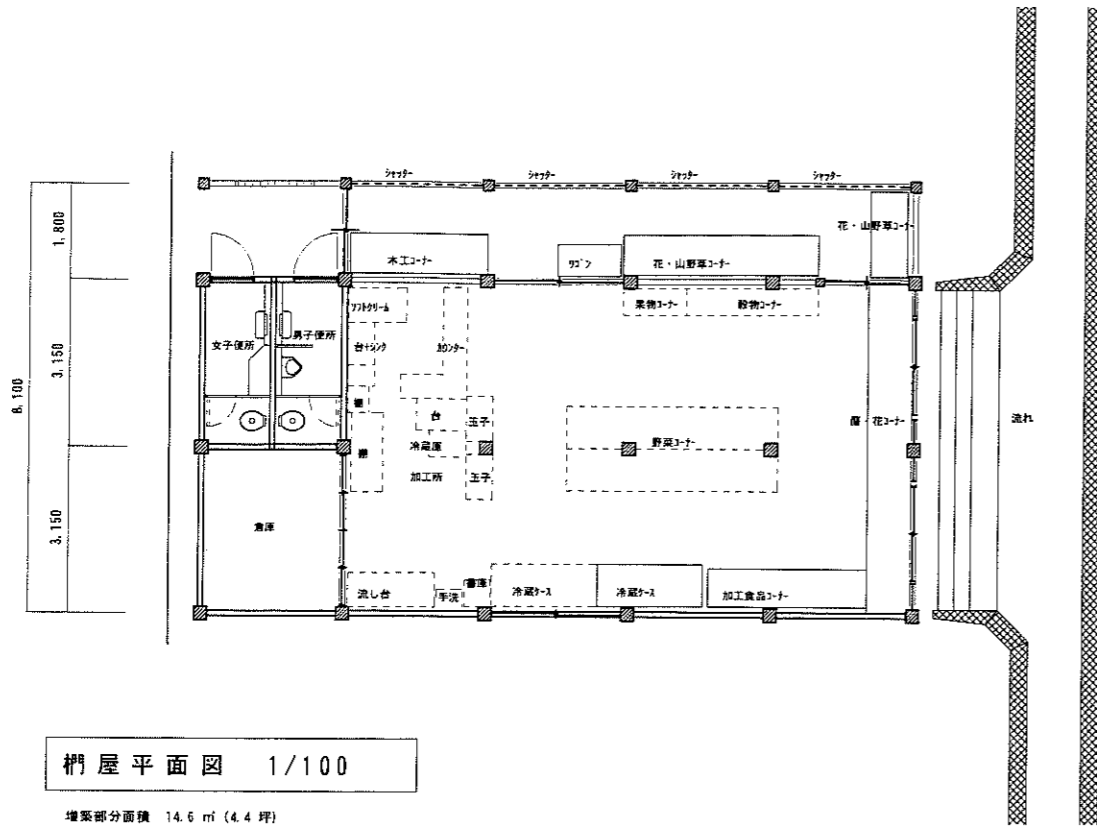 シャッター
シャッター
シャッター
シャッター
1,800
花・山野草コーナー
木工コーナー
ワゴン
花・山野草コーナー
ソフトクリーム
果物コーナー
穀物コーナー
女子便所
男子便所
台+シンク
カウンター
3,150
8,100
棚
台
玉子
花コーナー
流れ
棚
冷蔵庫
野菜コーナー
加工所
玉子
3,150
倉庫
流し台
手洗
書庫
冷蔵ケース
冷蔵ケース
加工食品コーナー
椚屋平面図 1/100
増築部分面積 14.6 ㎡ (4.4 坪)